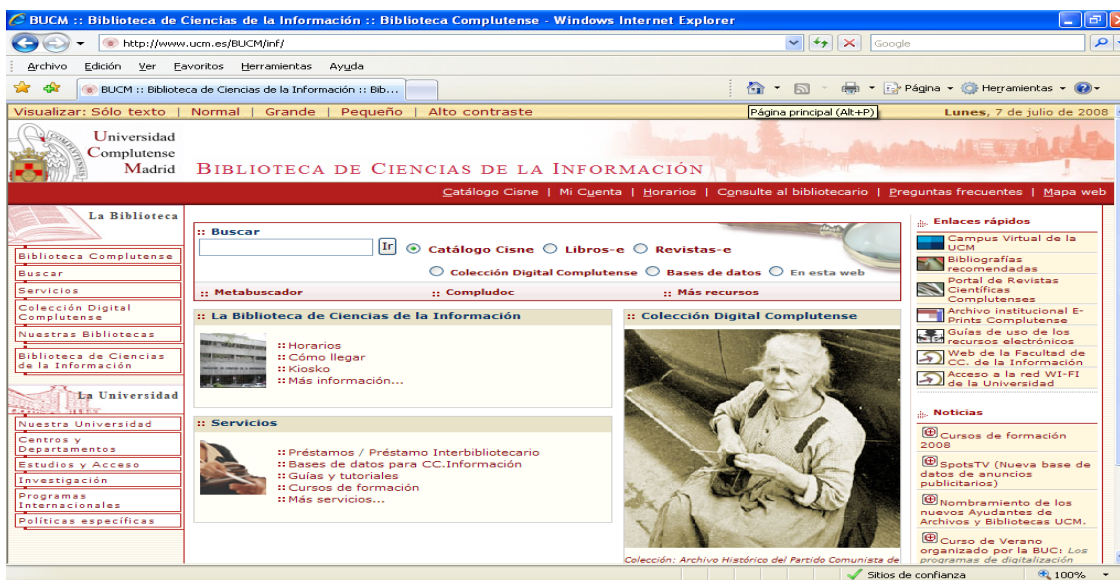 BUCM :: Biblioteca de Ciencias de la Información :: Biblioteca Complutense - Windows Internet Explorer
http://www.ucm.es/BUCM/inf/
Google
Archivo Edición Ver Favoritos Herramientas Ayuda
BUCM :: Biblioteca de Ciencias de la Información :: Bib...
Página Herramientas
Visualizar: Sólo texto | Normal | Grande | Pequeño | Alto contraste
Página principal (Alt+P)
Lunes, 7 de julio de 2008
Universidad
Complutense
Madrid
BIBLIOTECA DE CIENCIAS DE LA INFORMACIÓN
Catálogo Cisne | Mi Cuenta | Horarios | Consulte al bibliotecario | Preguntas frecuentes | Mapa web
La Biblioteca
Biblioteca Complutense
Buscar
Servicios
Colección Digital
Complutense
Nuestras Bibliotecas
Biblioteca de Ciencias
de la Información
La Universidad
Nuestra Universidad
Centros y
Departamentos
Estudios y Acceso
Investigación
Programas
Internacionales
Políticas específicas
:: Buscar
Ir
Catálogo Cisne Libros-e Revistas-e
Colección Digital Complutense Bases de datos En esta web
:: Metabuscador :: Compludoc :: Más recursos
:: La Biblioteca de Ciencias de la Información
:: Horarios
:: Cómo llegar
:: Kiosko
:: Más información...
:: Servicios
:: Préstamos / Préstamo Interbibliotecario
:: Bases de datos para CC.Información
:: Guías y tutoriales
:: Cursos de formación
:: Más servicios...
:: Colección Digital Complutense
Colección: Archivo Histórico del Partido Comunista de
Enlaces rápidos
Campus Virtual de la
UCM
Bibliografías
recomendadas
Portal de Revistas
Científicas
Complutenses
Archivo institucional E-
Prints Complutense
Guías de uso de los
recursos electrónicos
Web de la Facultad de
CC. de la Información
Acceso a la red WI-FI
de la Universidad
Noticias
Cursos de formación
2008
SpotsTV (Nueva base de
datos de anuncios
publicitarios)
Nombramiento de los
nuevos Ayudantes de
Archivos y Bibliotecas UCM.
Curso de Verano
organizado por la BUC: Los
programas de digitalización
Sitios de confianza
100%